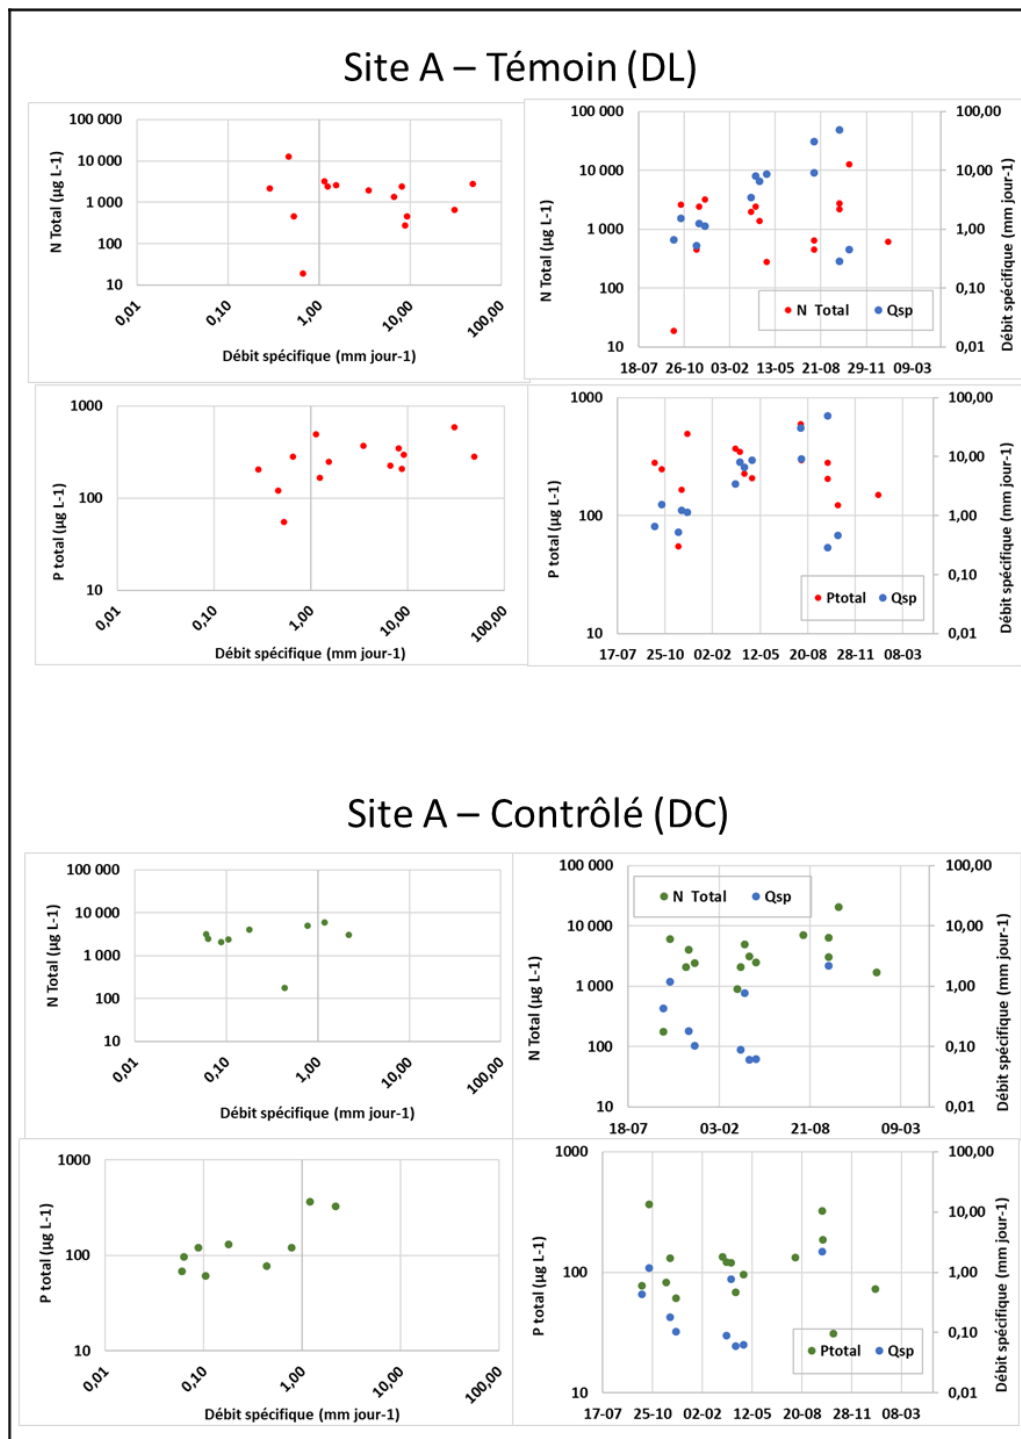 Site A – Témoin (DL)
100 000
10 000
1 000
100
10
N Total (µg L-1)
0,01
0,10
1,00
10,00
100,00
Débit spécifique (mm jour-1)
100 000
10 000
1 000
100
10
N Total (µg L-1)
100,00
10,00
1,00
0,10
0,01
Débit spécifique (mm jour-1)
N Total
Qsp
18-07 26-10 03-02 13-05 21-08 29-11 09-03
1000
100
10
P total (µg L-1)
0,01
0,10
1,00
10,00
100,00
Débit spécifique (mm jour-1)
1000
100
10
P total (µg L-1)
100,00
10,00
1,00
0,10
0,01
Débit spécifique (mm jour-1)
Ptotal
Qsp
17-07 25-10 02-02 12-05 20-08 28-11 08-03
Site A – Contrôlé (DC)
100 000
10 000
1 000
100
10
N Total (µg L-1)
0,01
0,10
1,00
10,00
100,00
Débit spécifique (mm jour-1)
100 000
10 000
1 000
100
10
N Total (µg L-1)
100,00
10,00
1,00
0,10
0,01
Débit spécifique (mm jour-1)
N Total
Qsp
18-07 03-02 21-08 09-03
1000
100
10
P total (µg L-1)
0,01
0,10
1,00
10,00
100,00
Débit spécifique (mm jour-1)
1000
100
10
P total (µg L-1)
100,00
10,00
1,00
0,10
0,01
Débit spécifique (mm jour-1)
Ptotal
Qsp
17-07 25-10 02-02 12-05 20-08 28-11 08-03